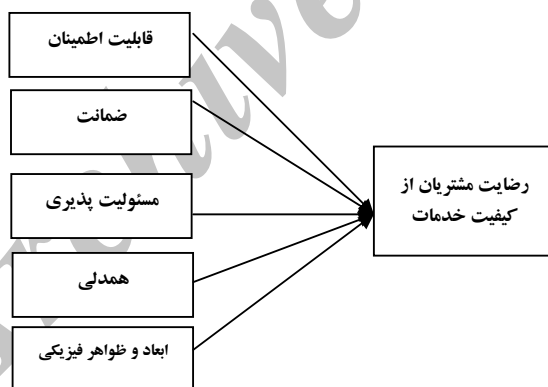 قابلیت اطمینان
ضمانت
مسئولیت پذیری
همدلی
ابعاد و ظواهر فیزیکی
رضایت مشتریان از
کیفیت خدمات